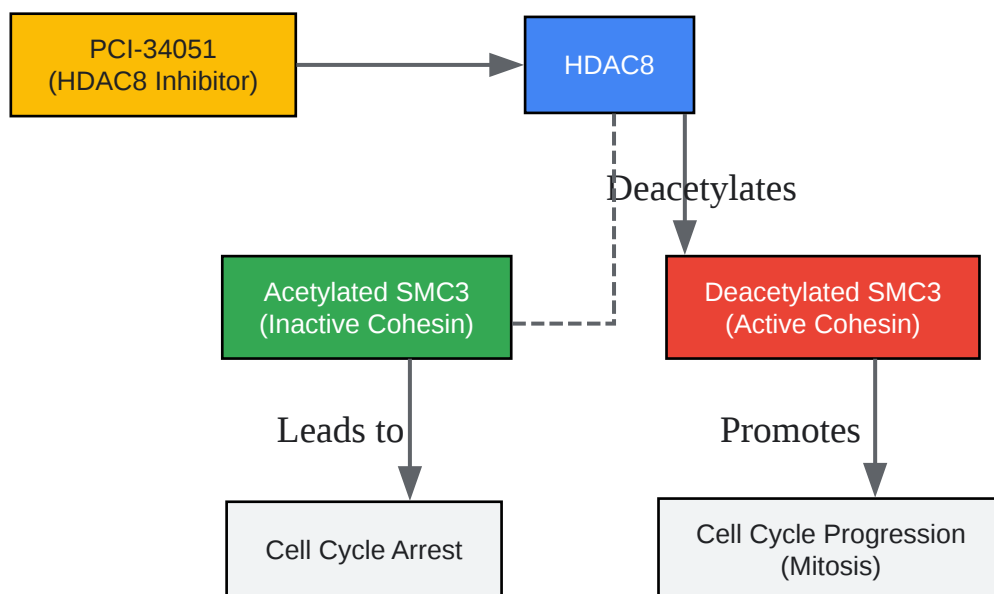 PCI-34051
(HDAC8 Inhibitor)
HDAC8
Deacetylates
Acetylated SMC3
(Inactive Cohesin)
Deacetylated SMC3
(Active Cohesin)
Leads to
Promotes
Cell Cycle Arrest
Cell Cycle Progression
(Mitosis)